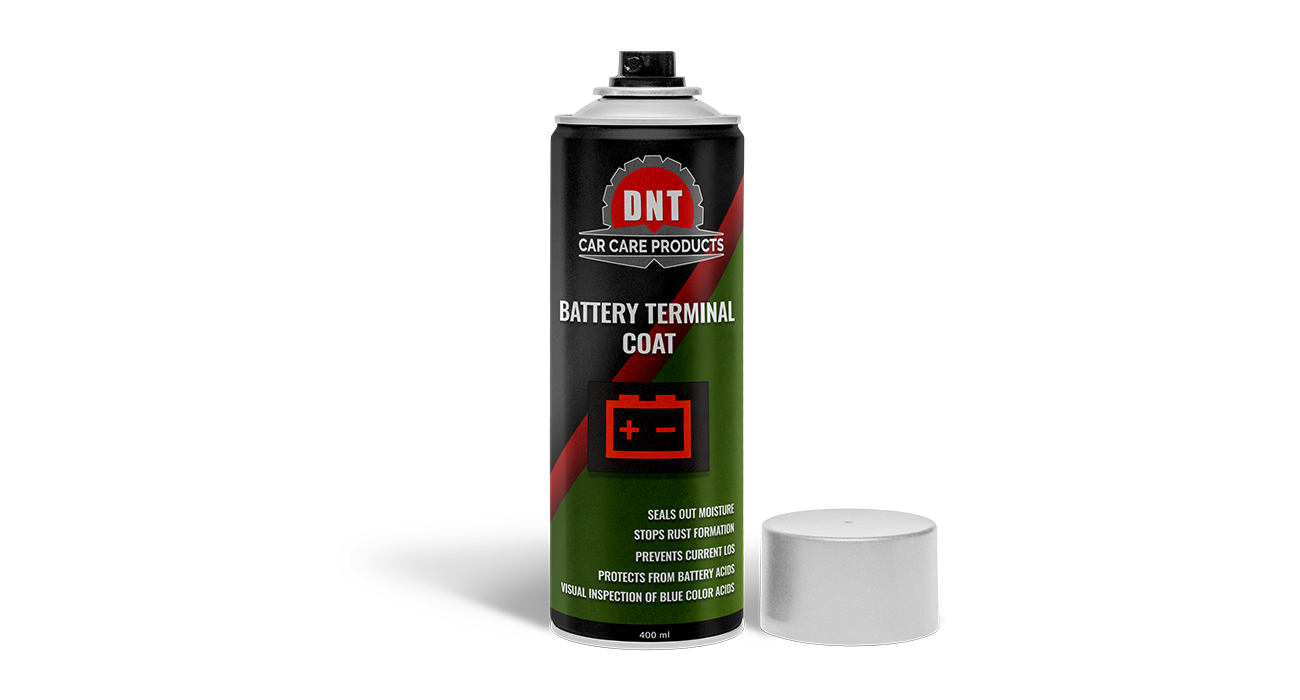 DNT
CAR CARE PRODUCTS
BATTERY TERMINAL
COAT
+ −
SEALS OUT MOISTURE
STOPS RUST FORMATION
PREVENTS CURRENT LOS
PROTECTS FROM BATTERY ACIDS
VISUAL INSPECTION OF BLUE COLOR ACIDS
400 ml